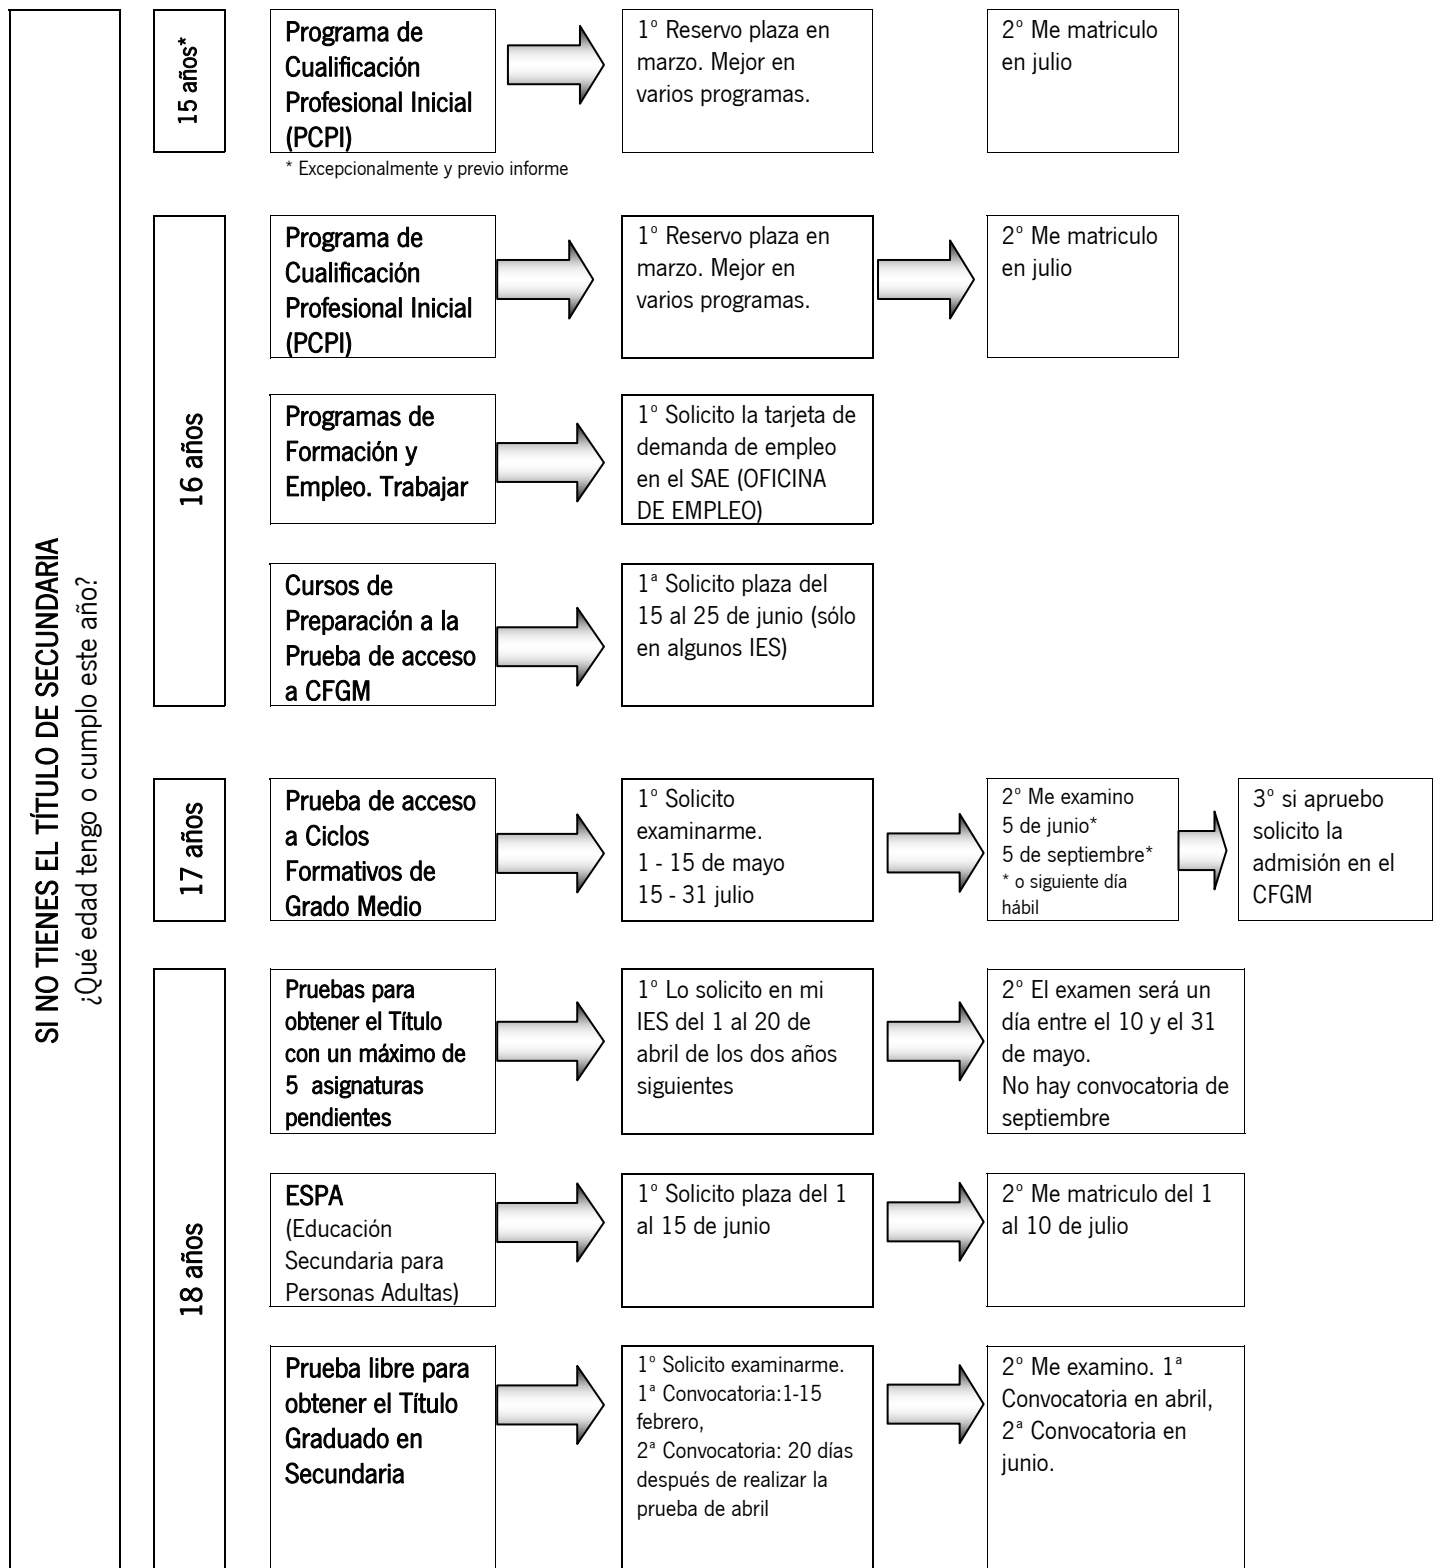 SI NO TIENES EL TÍTULO DE SECUNDARIA
¿Qué edad tengo o cumplo este año?
15 años*
Programa de
Cualificación
Profesional Inicial
(PCPI)
1º Reservo plaza en
marzo. Mejor en
varios programas.
2º Me matriculo
en julio
* Excepcionalmente y previo informe
16 años
Programa de
Cualificación
Profesional Inicial
(PCPI)
1º Reservo plaza en
marzo. Mejor en
varios programas.
2º Me matriculo
en julio
Programas de
Formación y
Empleo. Trabajar
1º Solicito la tarjeta de
demanda de empleo
en el SAE (OFICINA
DE EMPLEO)
Cursos de
Preparación a la
Prueba de acceso
a CFGM
1ª Solicito plaza del
15 al 25 de junio (sólo
en algunos IES)
17 años
Prueba de acceso
a Ciclos
Formativos de
Grado Medio
1º Solicito
examinarme.
1 - 15 de mayo
15 - 31 julio
2º Me examino
5 de junio*
5 de septiembre*
* o siguiente día
hábil
3º si apruebo
solicito la
admisión en el
CFGM
18 años
Pruebas para
obtener el Título
con un máximo de
5 asignaturas
pendientes
1º Lo solicito en mi
IES del 1 al 20 de
abril de los dos años
siguientes
2º El examen será un
día entre el 10 y el 31
de mayo.
No hay convocatoria de
septiembre
ESPA
(Educación
Secundaria para
Personas Adultas)
1º Solicito plaza del 1
al 15 de junio
2º Me matriculo del 1
al 10 de julio
Prueba libre para
obtener el Título
Graduado en
Secundaria
1º Solicito examinarme.
1ª Convocatoria:1-15
febrero,
2ª Convocatoria: 20 días
después de realizar la
prueba de abril
2º Me examino. 1ª
Convocatoria en abril,
2ª Convocatoria en
junio.